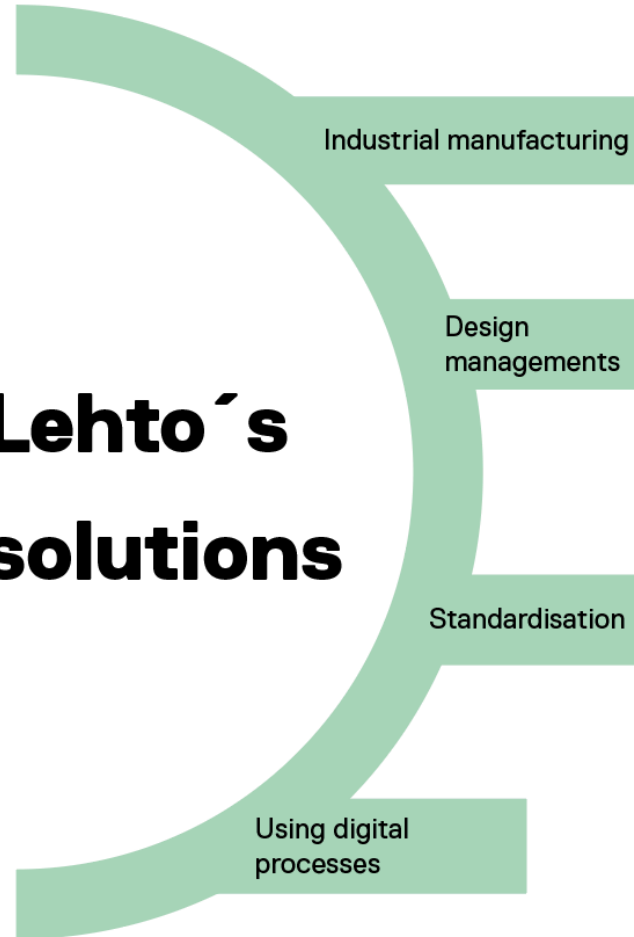 Industrial manufacturing
Design
managements
Lehto´s
solutions
Standardisation
Using digital
processes